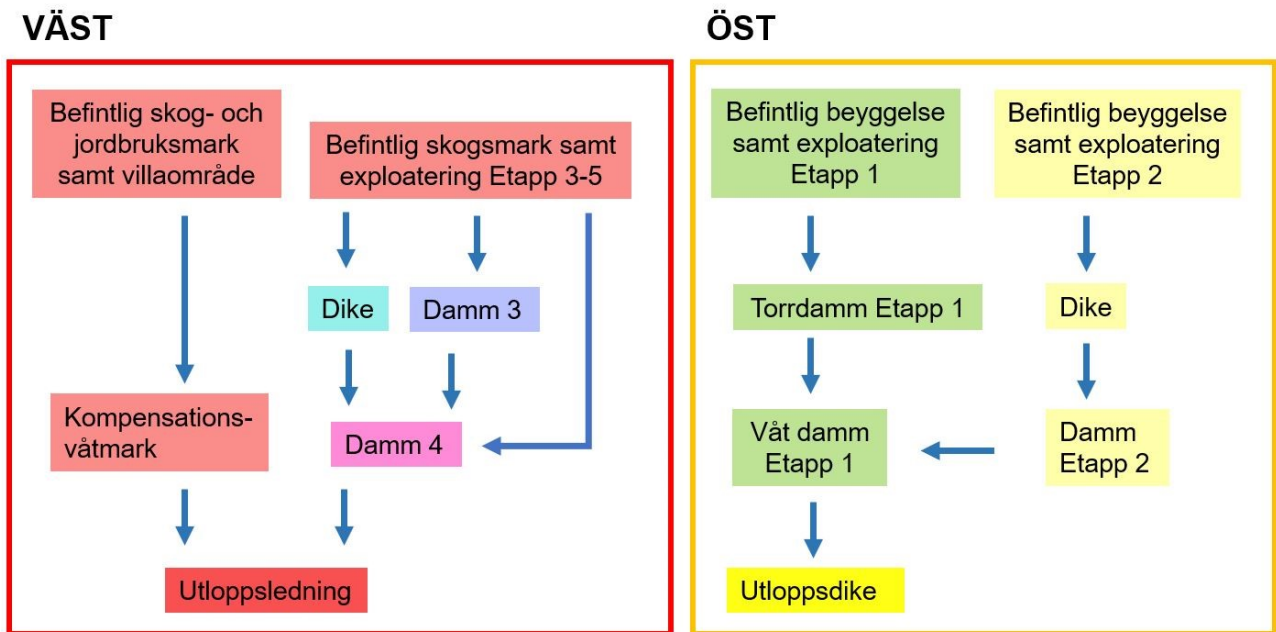 VÄST
Befintlig skog- och
jordbruksmark
samt villaområde
Befintlig skogsmark samt
exploatering Etapp 3-5
Dike
Damm 3
Kompensations-
våtmark
Damm 4
Utloppsledning
ÖST
Befintlig beyggelse
samt exploatering
Etapp 1
Befintlig beyggelse
samt exploatering
Etapp 2
Torrdamm Etapp 1
Dike
Våt damm
Etapp 1
Damm
Etapp 2
Utloppsdike